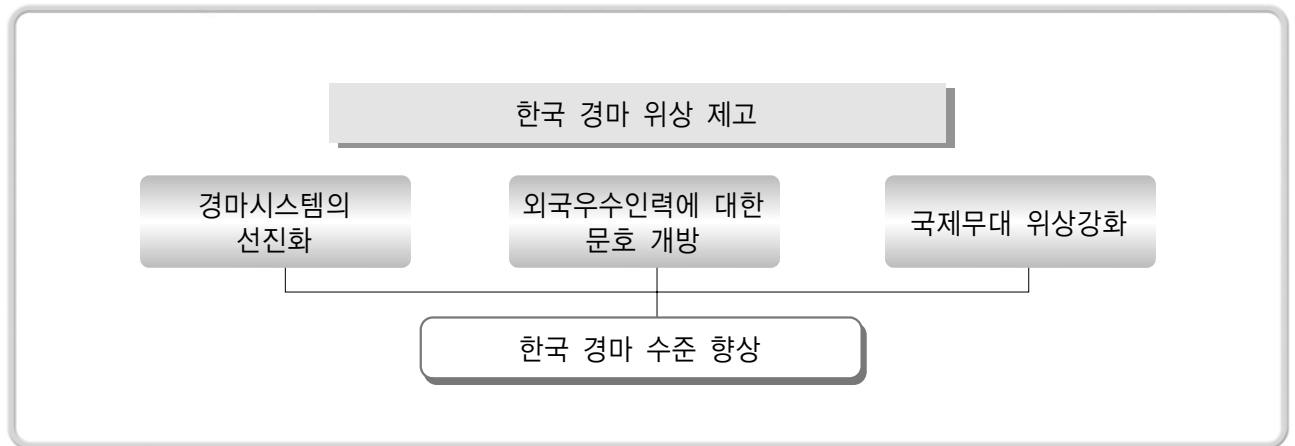 한국 경마 위상 제고
경마시스템의
선진화
외국우수인력에 대한
문호 개방
국제무대 위상강화
한국 경마 수준 향상